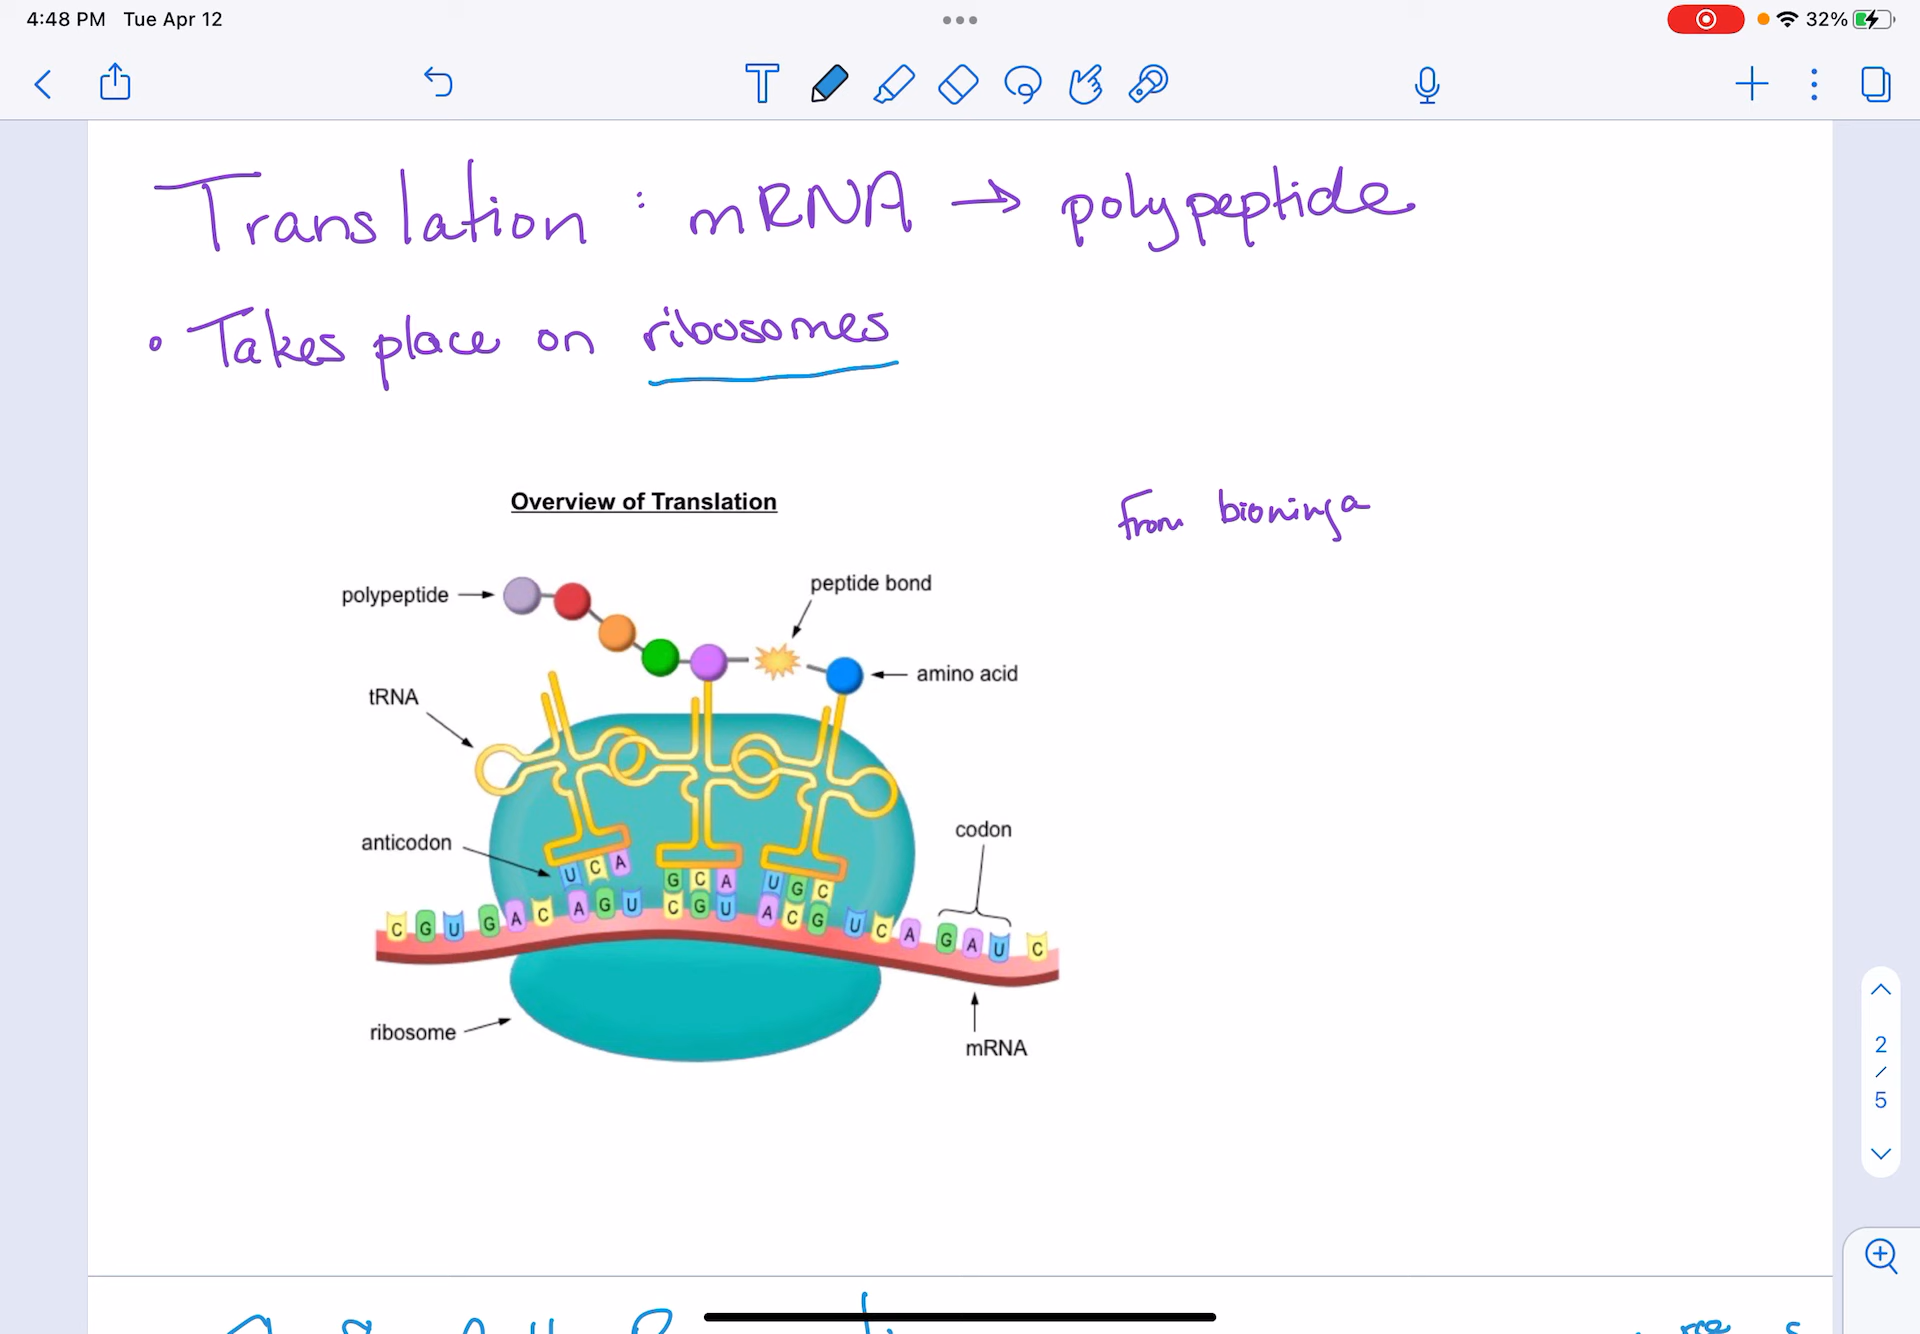 4:48 PM Tue Apr 12
32%
T
Translation : mRNA → polypeptide
• Takes place on ribosomes
Overview of Translation
From bioninja
polypeptide
peptide bond
amino acid
tRNA
anticodon
codon
U C A G C A U G C
C G U G A C A G U C G U A C G U C A G A U C
ribosome
mRNA
2
/
5